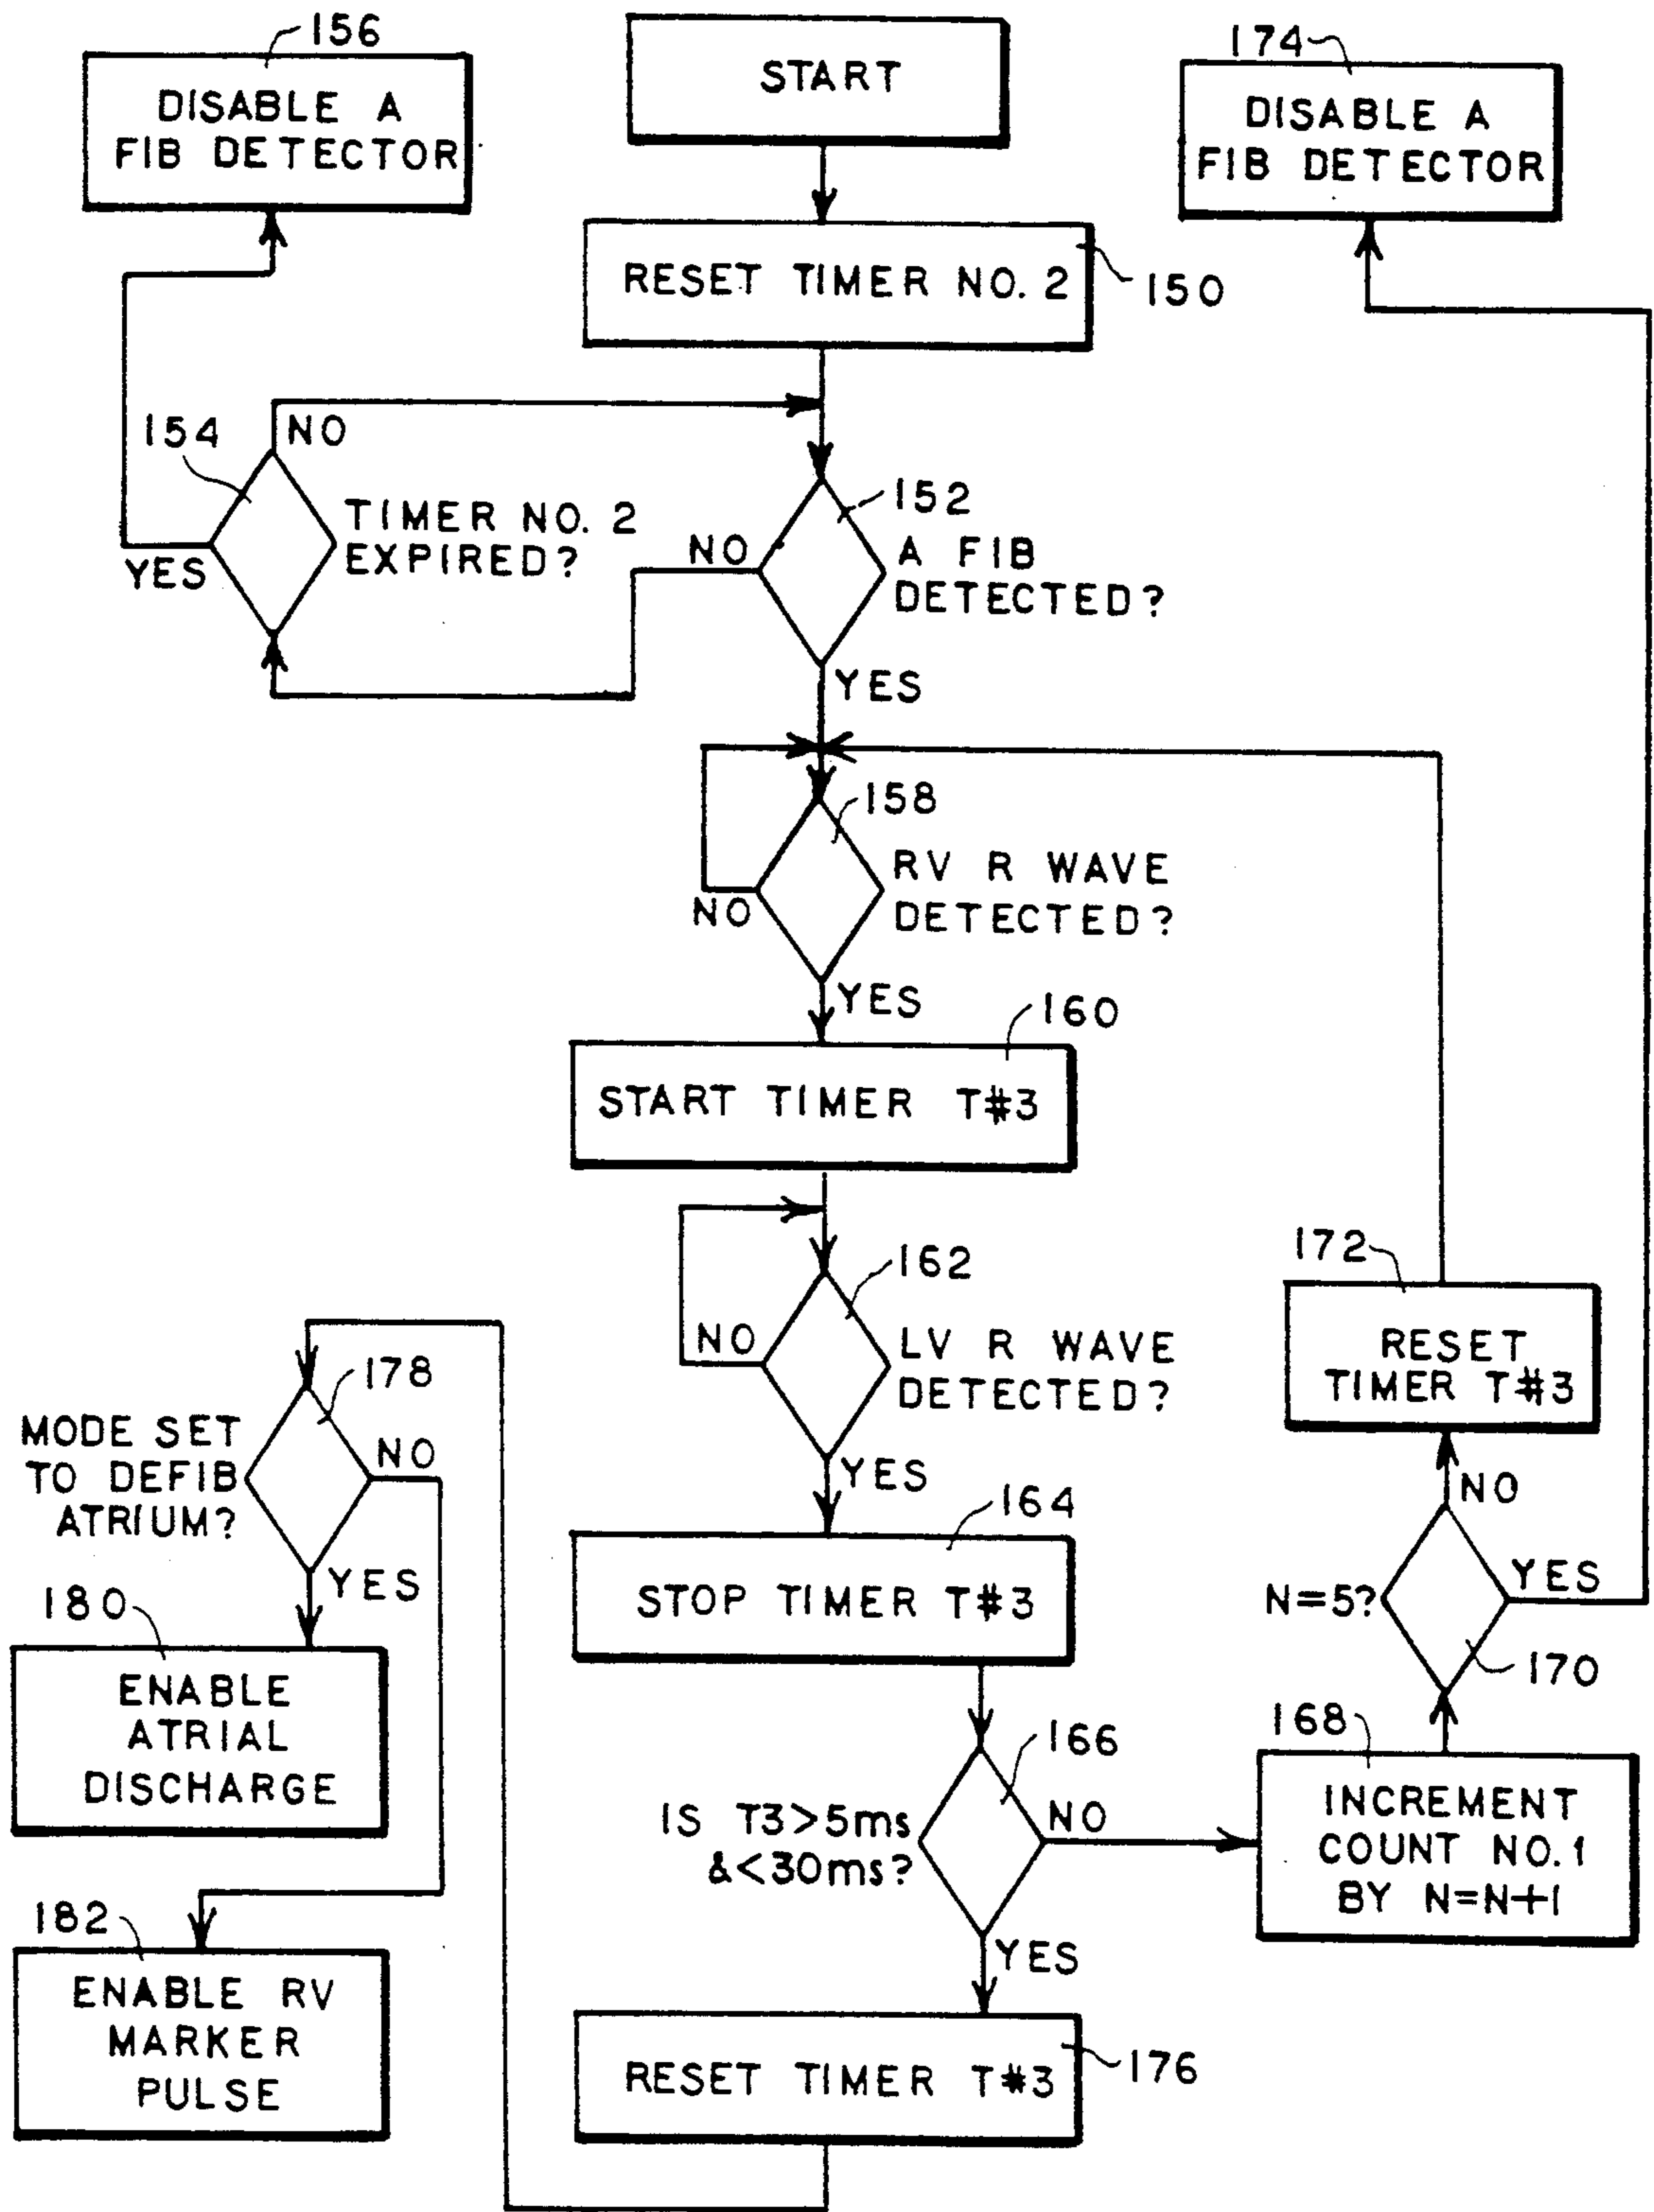 156
DISABLE A
FIB DETECTOR
START
174
DISABLE A
FIB DETECTOR
RESET TIMER NO. 2
150
154
NO
TIMER NO. 2
EXPIRED?
YES
152
NO
A FIB
DETECTED?
YES
158
RV R WAVE
DETECTED?
NO
YES
160
START TIMER T#3
162
NO
LV R WAVE
DETECTED?
YES
164
STOP TIMER T#3
166
IS T3>5ms
&<30ms?
NO
YES
168
INCREMENT
COUNT NO. 1
BY N=N+1
170
N=5?
YES
NO
172
RESET
TIMER T#3
RESET TIMER T#3
176
178
MODE SET
TO DEFIB
ATRIUM?
NO
YES
180
ENABLE
ATRIAL
DISCHARGE
182
ENABLE RV
MARKER
PULSE